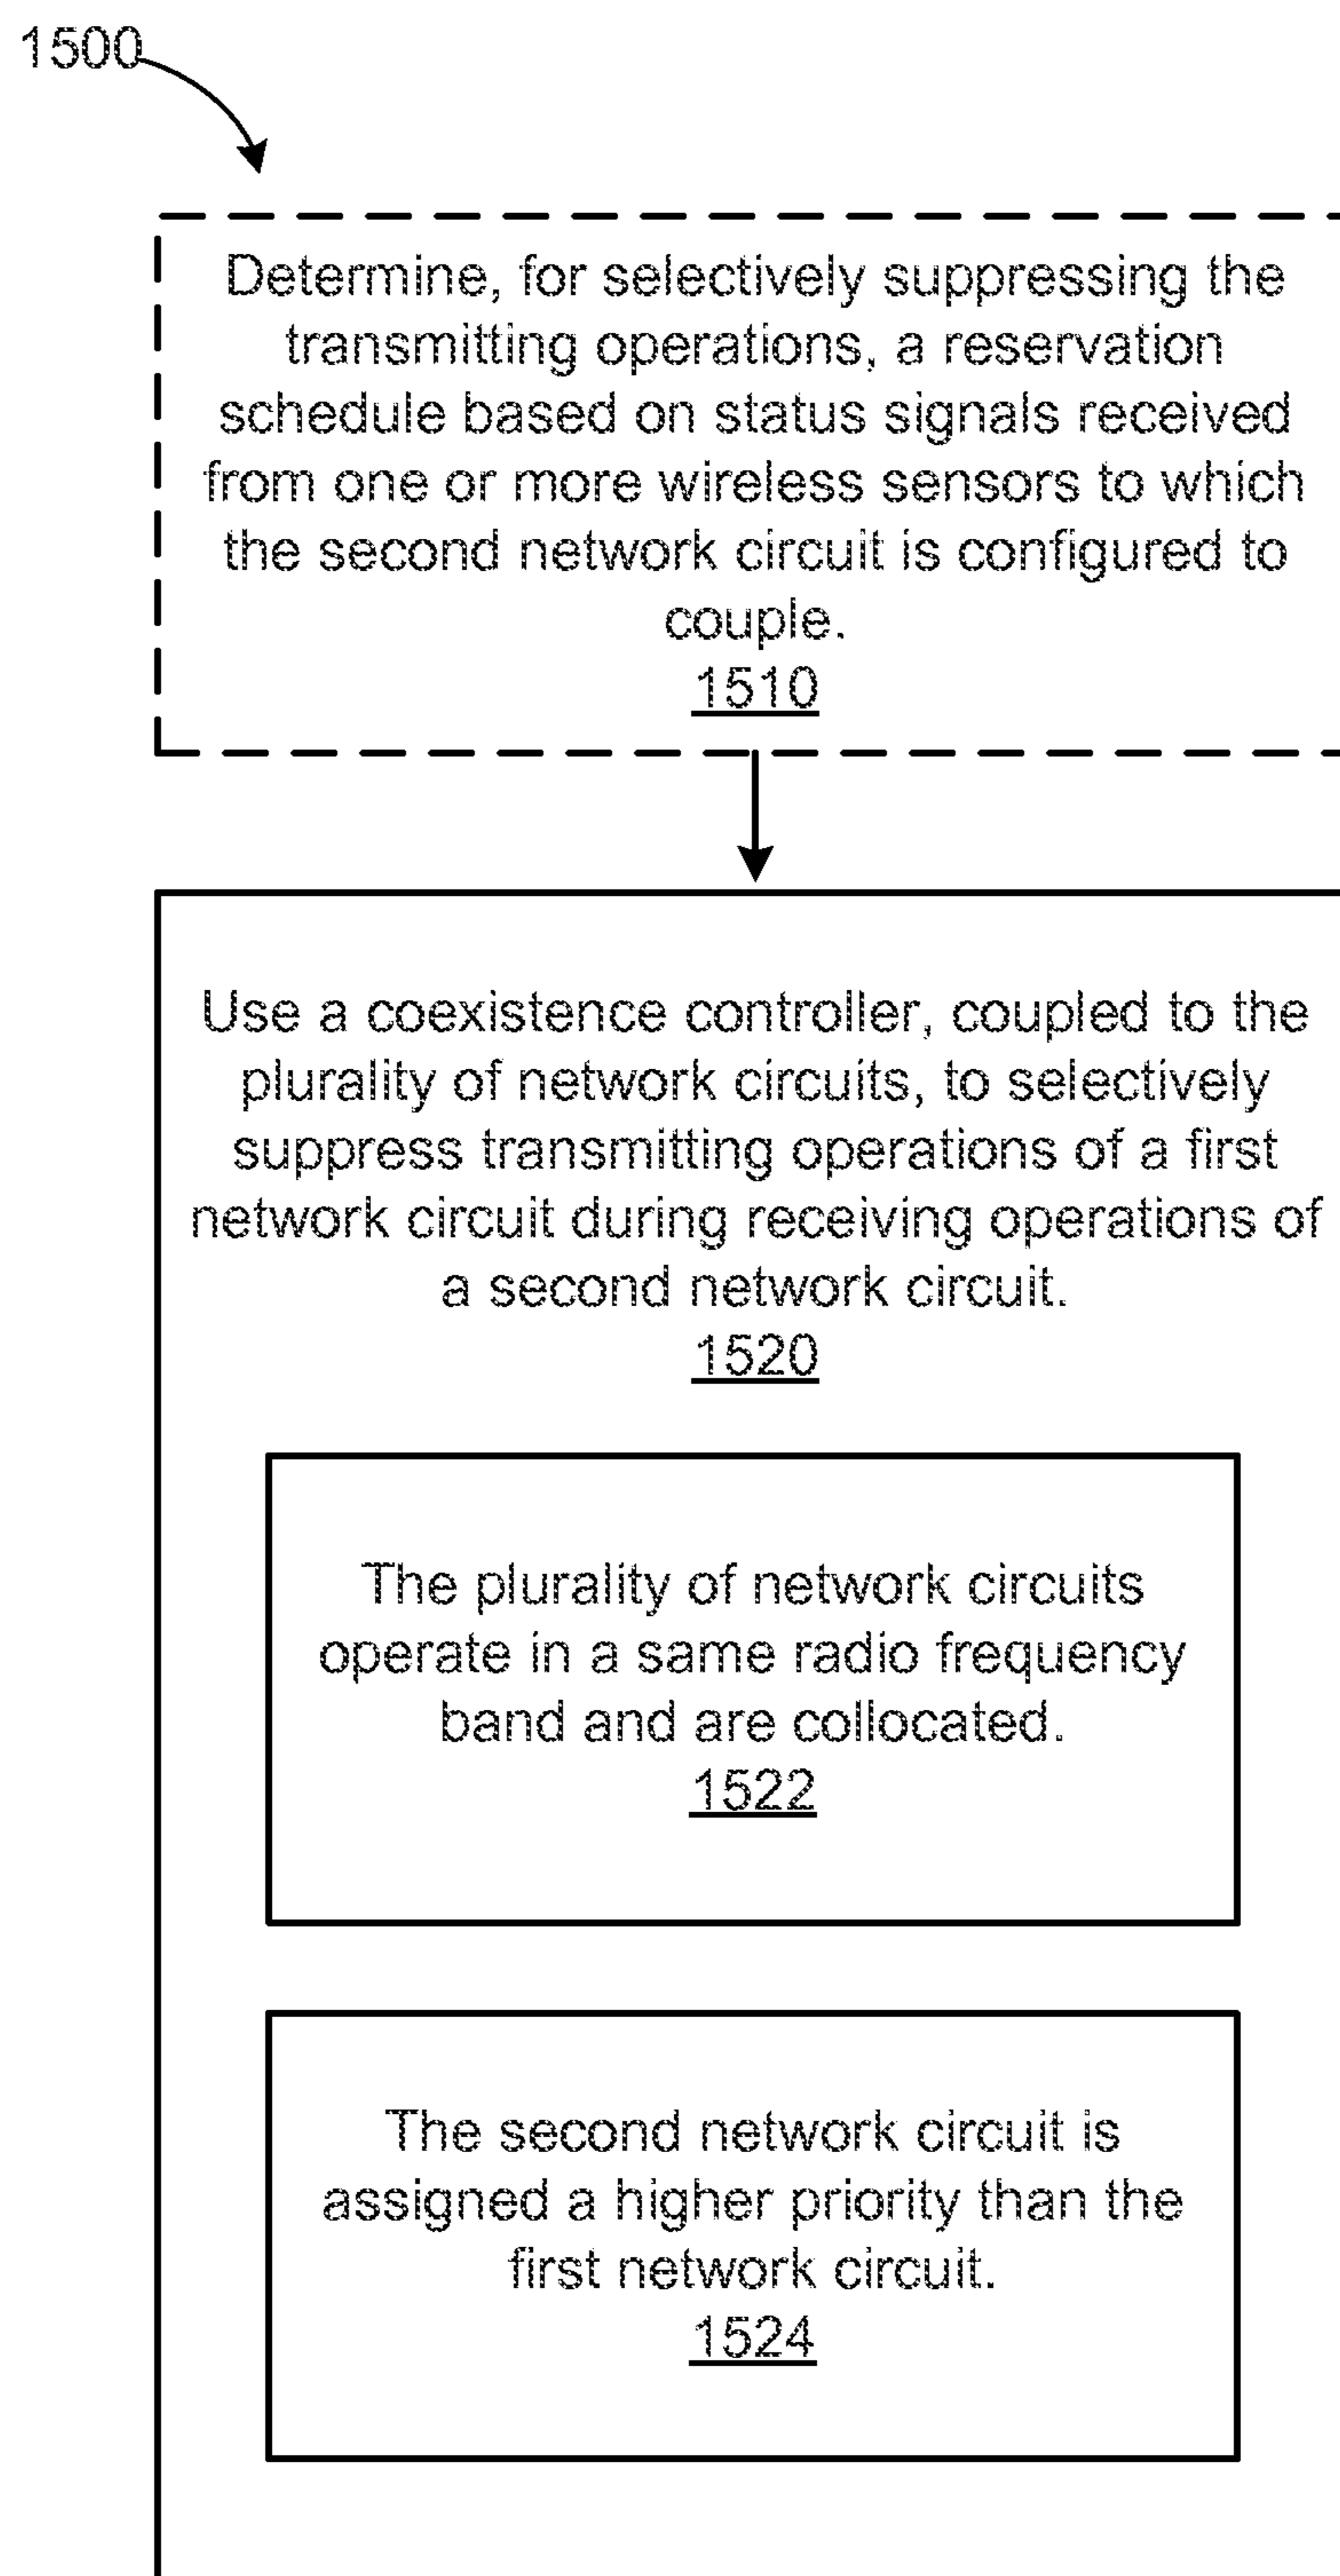 1500
Determine, for selectively suppressing the
transmitting operations, a reservation
schedule based on status signals received
from one or more wireless sensors to which
the second network circuit is configured to
couple.
1510
Use a coexistence controller, coupled to the
plurality of network circuits, to selectively
suppress transmitting operations of a first
network circuit during receiving operations of
a second network circuit.
1520
The plurality of network circuits
operate in a same radio frequency
band and are collocated.
1522
The second network circuit is
assigned a higher priority than the
first network circuit.
1524